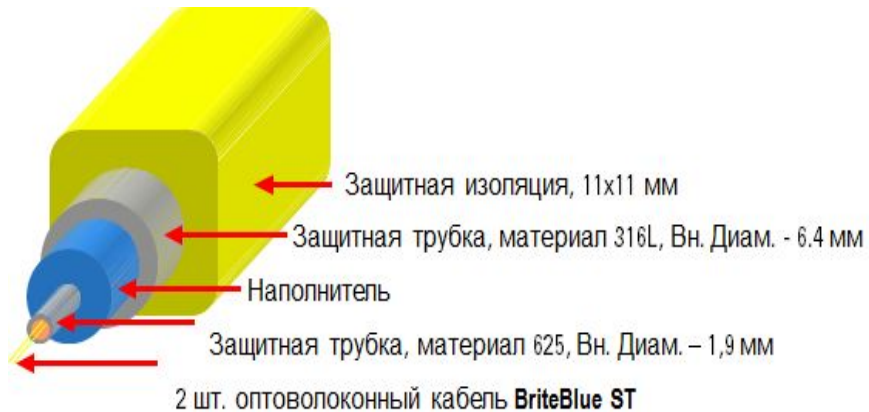 Защитная изоляция, 11х11 мм
Защитная трубка, материал 316L, Вн. Диам. - 6.4 мм
Наполнитель
Защитная трубка, материал 625, Вн. Диам. – 1,9 мм
2 шт. оптоволоконный кабель BriteBlue ST